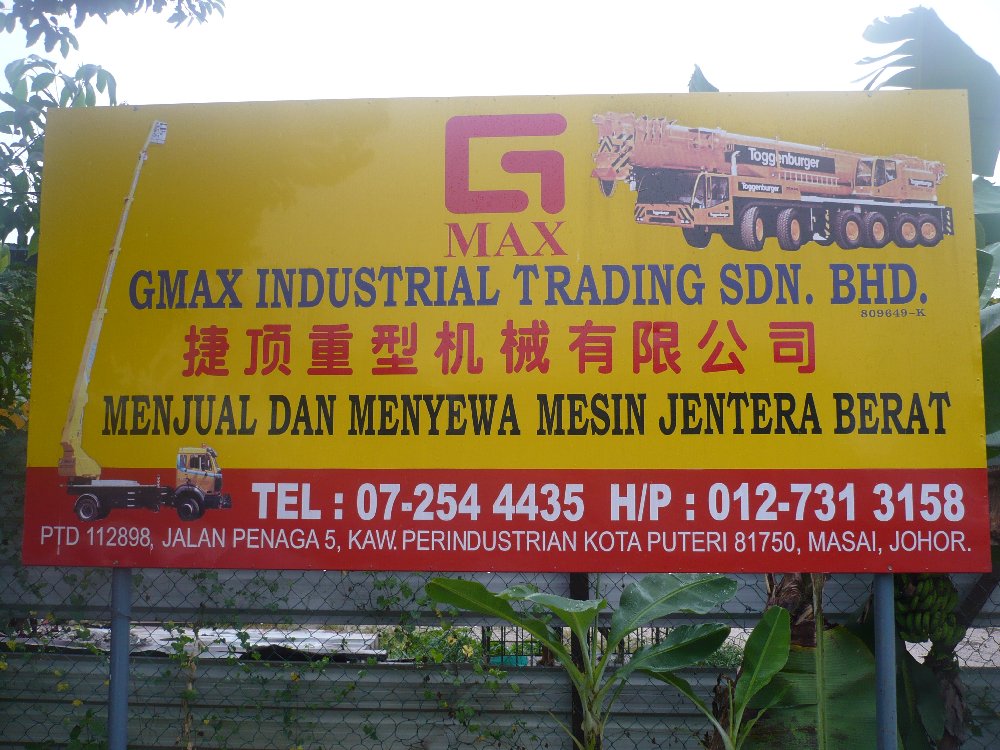 G
MAX
Toggenburger
Toggenburger
GMAX INDUSTRIAL TRADING SDN. BHD.
809649-K
捷顶重型机械有限公司
MENJUAL DAN MENYEWA MESIN JENTERA BERAT
TEL : 07-254 4435 H/P : 012-731 3158
PTD 112898, JALAN PENAGA 5, KAW. PERINDUSTRIAN KOTA PUTERI 81750, MASAI, JOHOR.